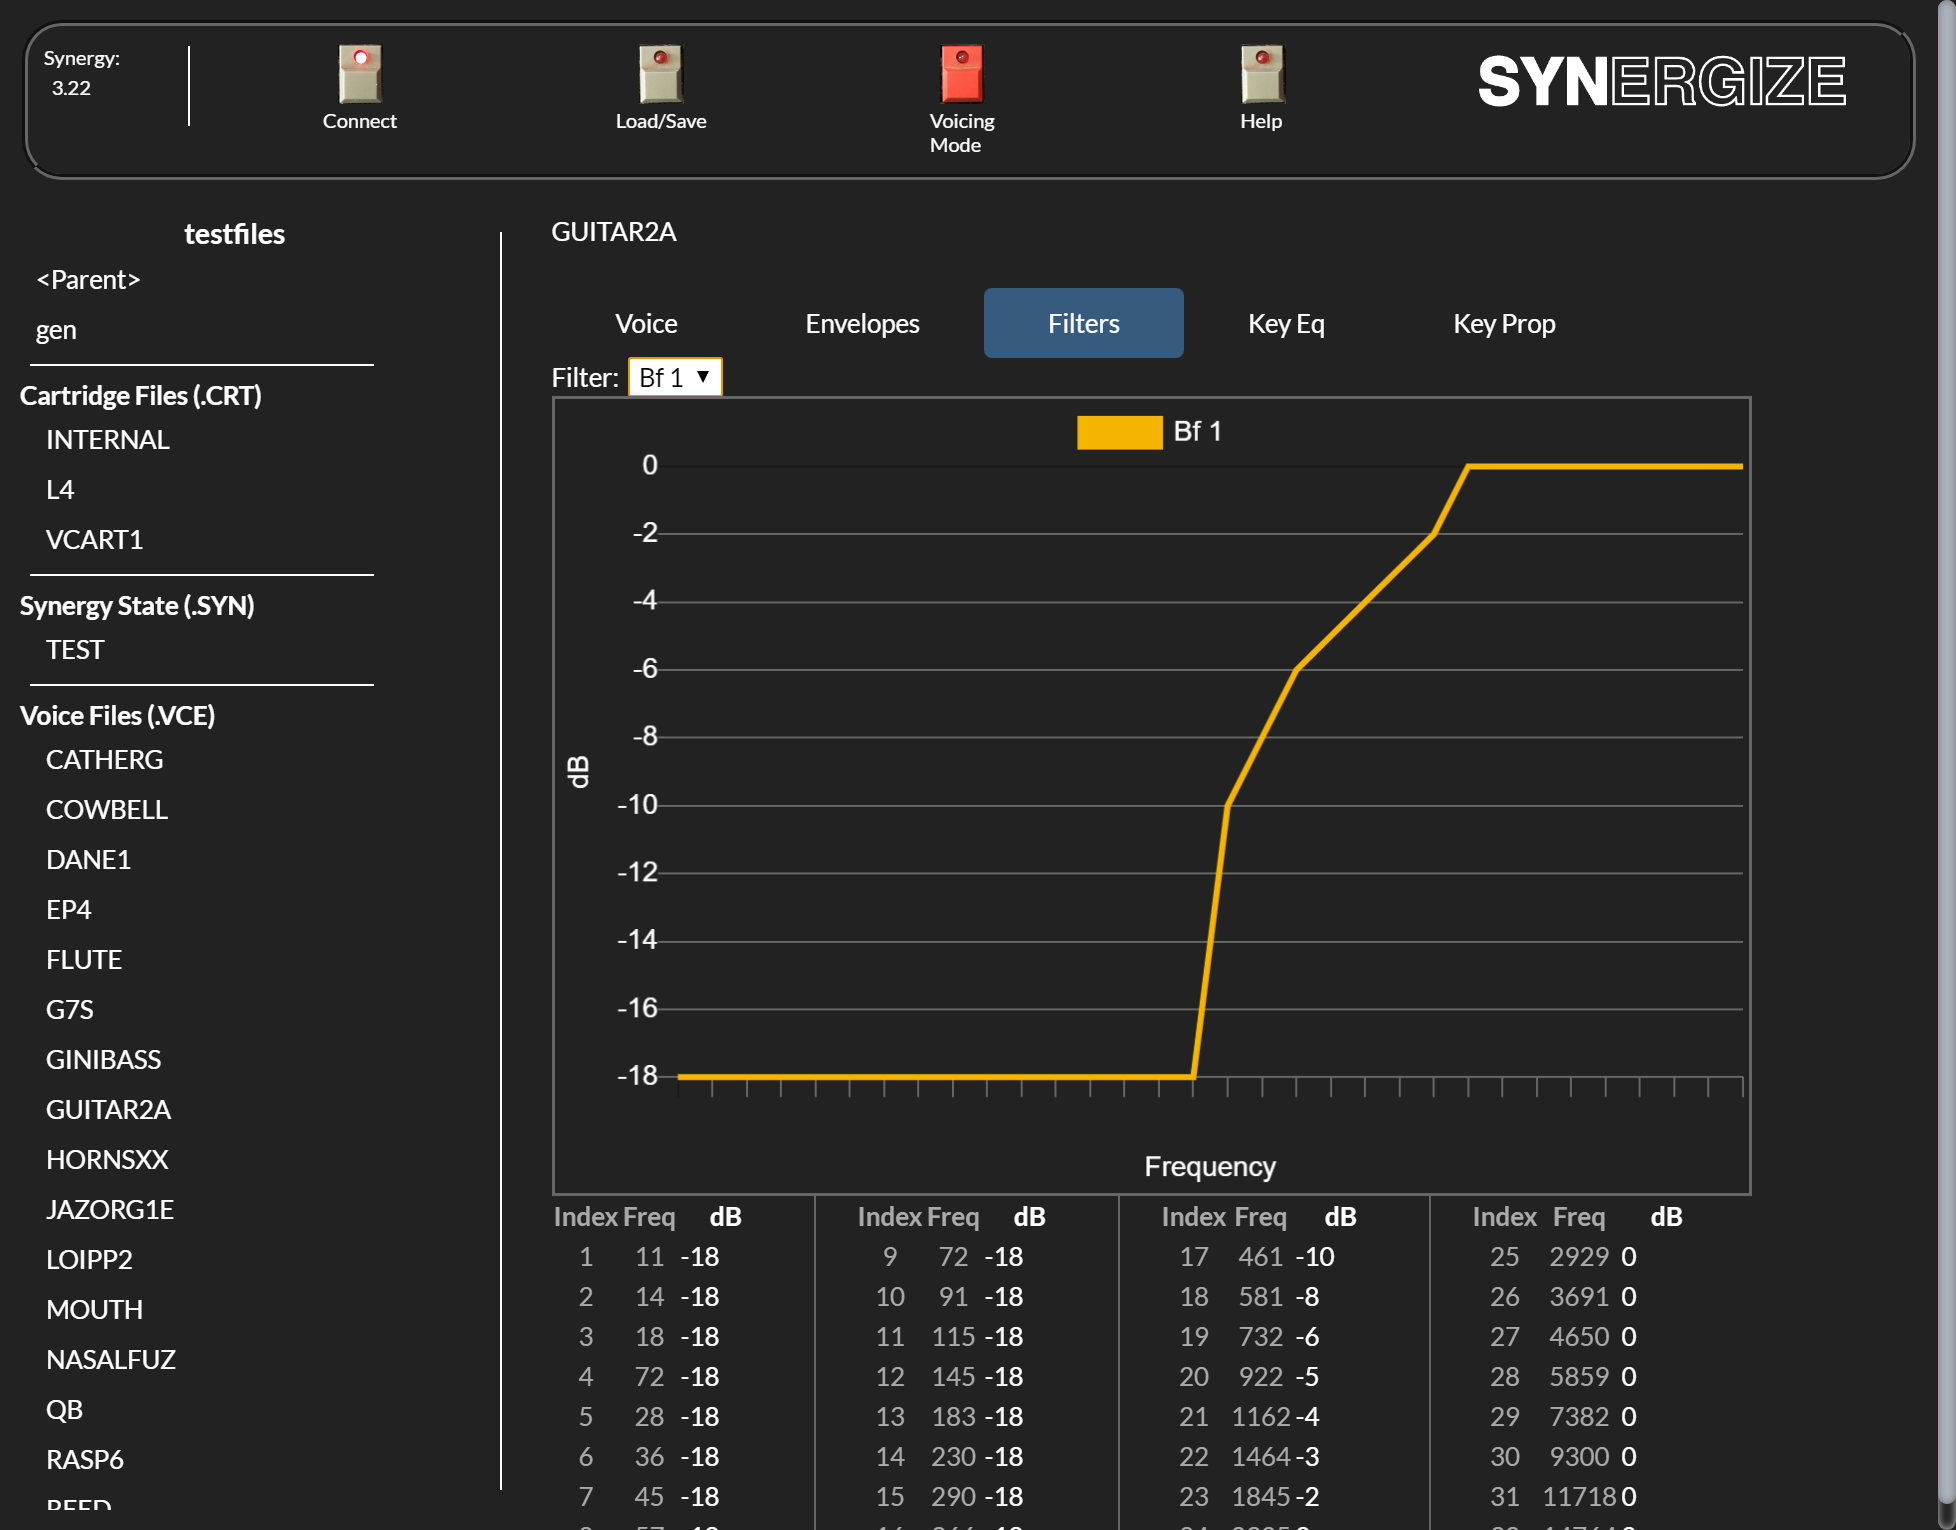 Synergy:
3.22
Connect
Load/Save
Voicing
Mode
Help
SYNERGIZE
testfiles
<Parent>
gen
Cartridge Files (.CRT)
INTERNAL
L4
VCART1
Synergy State (.SYN)
TEST
Voice Files (.VCE)
CATHERG
COWBELL
DANE1
EP4
FLUTE
G7S
GINIBASS
GUITAR2A
HORNSXX
JAZORG1E
LOIPP2
MOUTH
NASALFUZ
QB
RASP6
GUITAR2A
Voice Envelopes Filters Key Eq Key Prop
Filter: Bf 1 ▼
Bf 1
0
-2
-4
-6
-8
-10
-12
-14
-16
-18
dB
Frequency
Index Freq dB Index Freq dB Index Freq dB Index Freq dB
1 11 -18 9 72 -18 17 461 -10 25 2929 0
2 14 -18 10 91 -18 18 581 -8 26 3691 0
3 18 -18 11 115 -18 19 732 -6 27 4650 0
4 72 -18 12 145 -18 20 922 -5 28 5859 0
5 28 -18 13 183 -18 21 1162 -4 29 7382 0
6 36 -18 14 230 -18 22 1464 -3 30 9300 0
7 45 -18 15 290 -18 23 1845 -2 31 11718 0